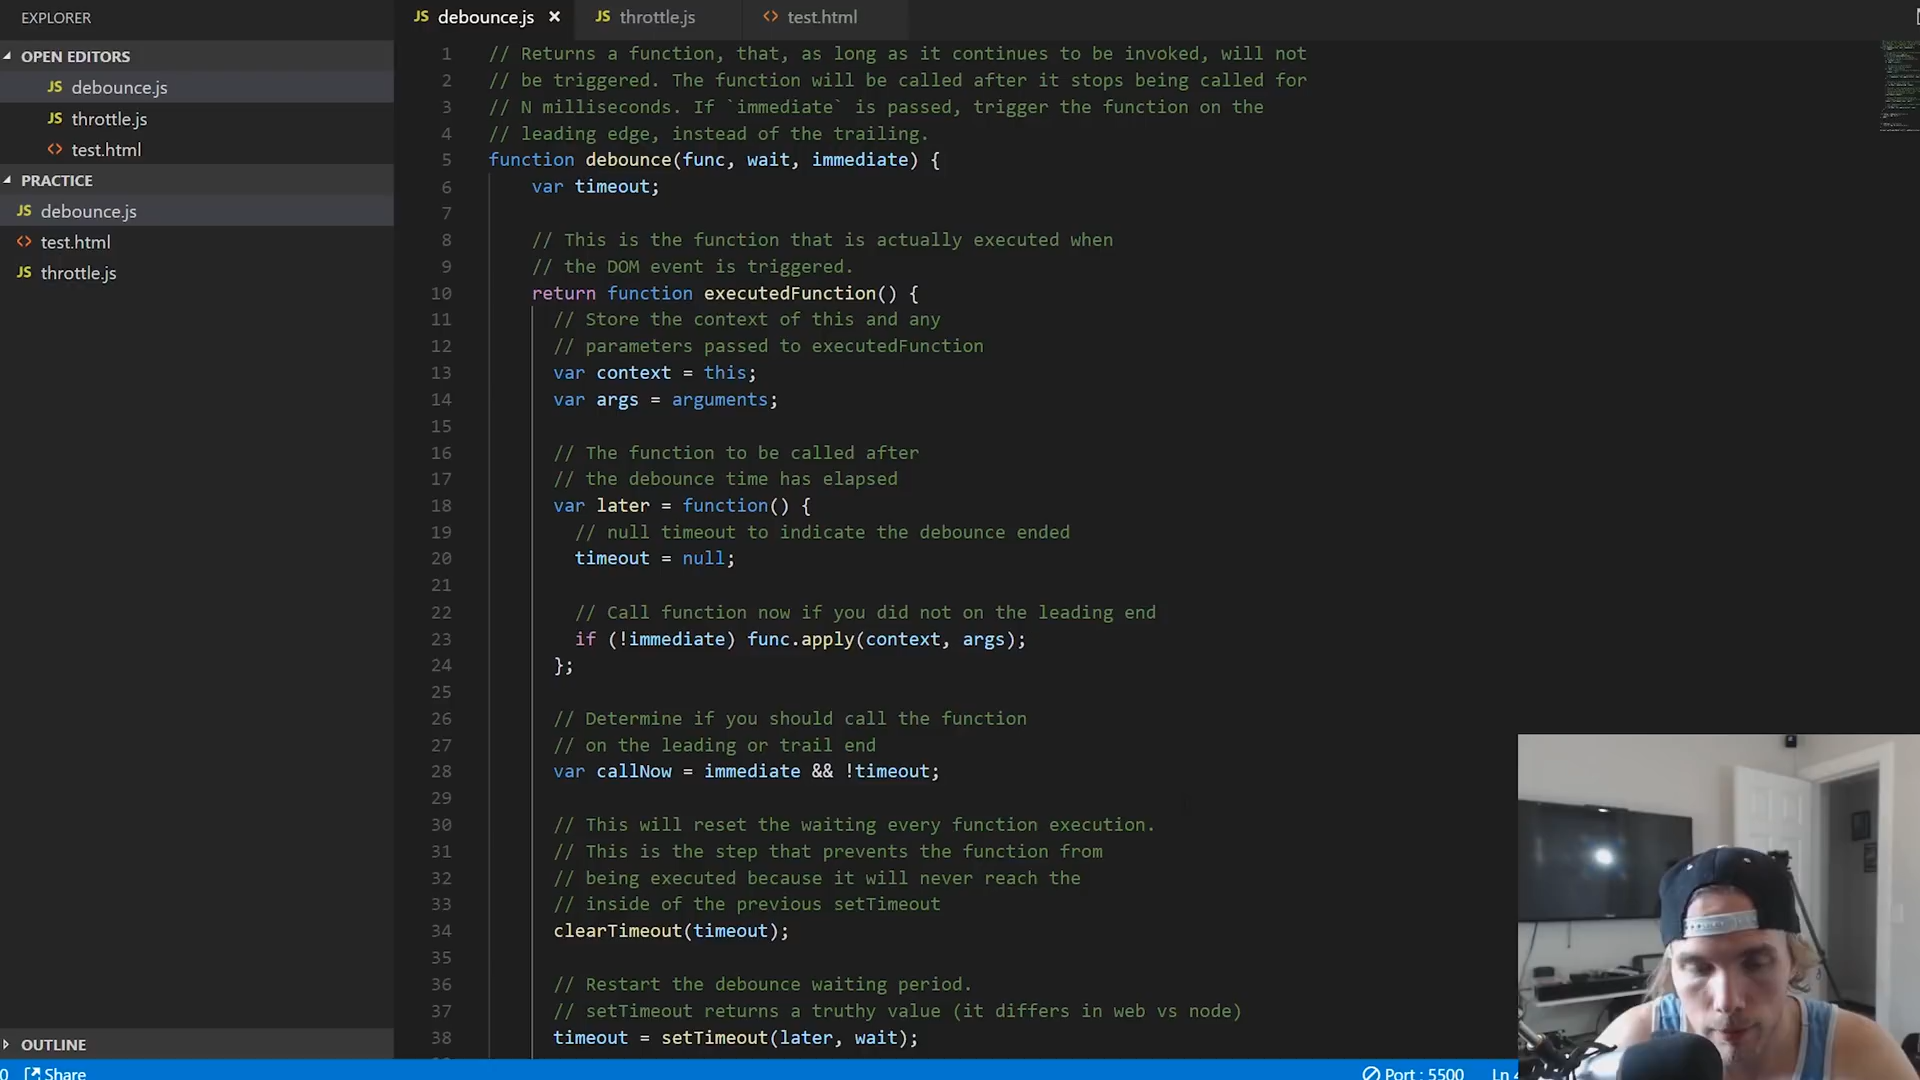 EXPLORER
OPEN EDITORS
JS debounce.js
JS throttle.js
<> test.html
PRACTICE
JS debounce.js
<> test.html
JS throttle.js
OUTLINE
JS debounce.js ×
JS throttle.js
<> test.html
1 // Returns a function, that, as long as it continues to be invoked, will not
2 // be triggered. The function will be called after it stops being called for
3 // N milliseconds. If `immediate` is passed, trigger the function on the
4 // leading edge, instead of the trailing.
5 function debounce(func, wait, immediate) {
6 var timeout;
7
8 // This is the function that is actually executed when
9 // the DOM event is triggered.
10 return function executedFunction() {
11 // Store the context of this and any
12 // parameters passed to executedFunction
13 var context = this;
14 var args = arguments;
15
16 // The function to be called after
17 // the debounce time has elapsed
18 var later = function() {
19 // null timeout to indicate the debounce ended
20 timeout = null;
21
22 // Call function now if you did not on the leading end
23 if (!immediate) func.apply(context, args);
24 };
25
26 // Determine if you should call the function
27 // on the leading or trail end
28 var callNow = immediate && !timeout;
29
30 // This will reset the waiting every function execution.
31 // This is the step that prevents the function from
32 // being executed because it will never reach the
33 // inside of the previous setTimeout
34 clearTimeout(timeout);
35
36 // Restart the debounce waiting period.
37 // setTimeout returns a truthy value (it differs in web vs node)
38 timeout = setTimeout(later, wait);
0 Share
Port : 5500
Ln